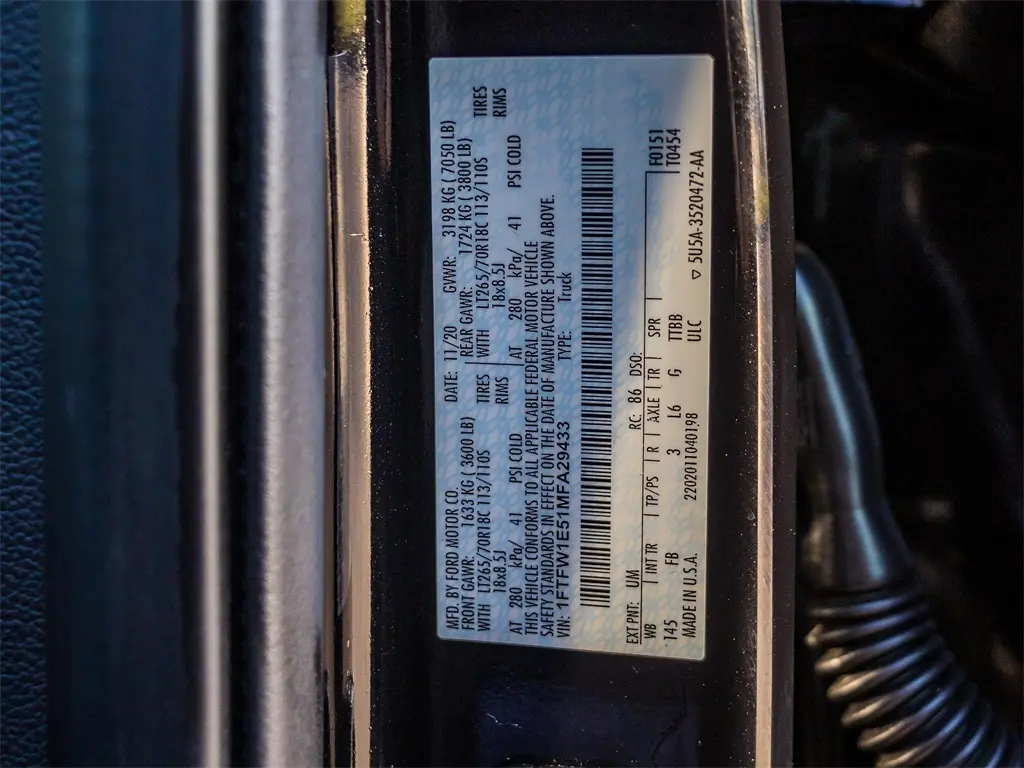 MFD. BY FORD MOTOR CO. DATE: 11/20 GVWR: 3198 KG ( 7050 LB)
FRONT GAWR: 1633 KG ( 3600 LB) REAR GAWR: 1724 KG ( 3800 LB)
WITH LT265/70R18C 113/110S TIRES WITH LT265/70R18C 113/110S TIRES
18x8.5J RIMS 18x8.5J RIMS
AT 280 kPa/ 41 PSI COLD AT 280 kPa/ 41 PSI COLD
THIS VEHICLE CONFORMS TO ALL APPLICABLE FEDERAL MOTOR VEHICLE
SAFETY STANDARDS IN EFFECT ON THE DATE OF MANUFACTURE SHOWN ABOVE.
VIN: 1FTFW1E51MFA29433 TYPE: Truck
EXT PNT: UM RC: 86 DSO: F0151
WB INT TR TP/PS R AXLE TR SPR T0454
145 FB 3 L6 G TTBB
MADE IN U.S.A. 2202011040198 ULC ▽ 5U5A-3520472-AA